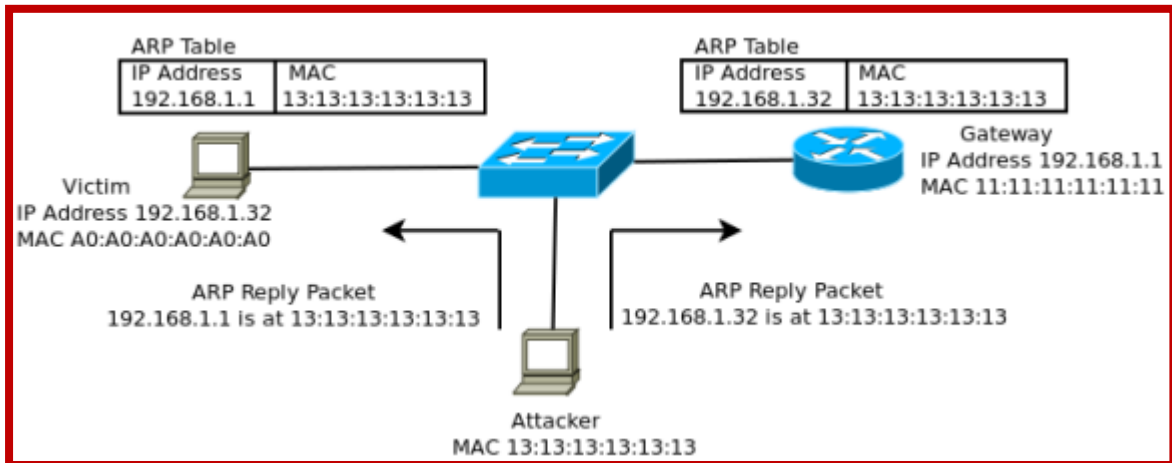 ARP Table
IP Address MAC
192.168.1.1 13:13:13:13:13:13
ARP Table
IP Address MAC
192.168.1.32 13:13:13:13:13:13
Victim
IP Address 192.168.1.32
MAC A0:A0:A0:A0:A0:A0
Gateway
IP Address 192.168.1.1
MAC 11:11:11:11:11:11
ARP Reply Packet
192.168.1.1 is at 13:13:13:13:13:13
ARP Reply Packet
192.168.1.32 is at 13:13:13:13:13:13
Attacker
MAC 13:13:13:13:13:13